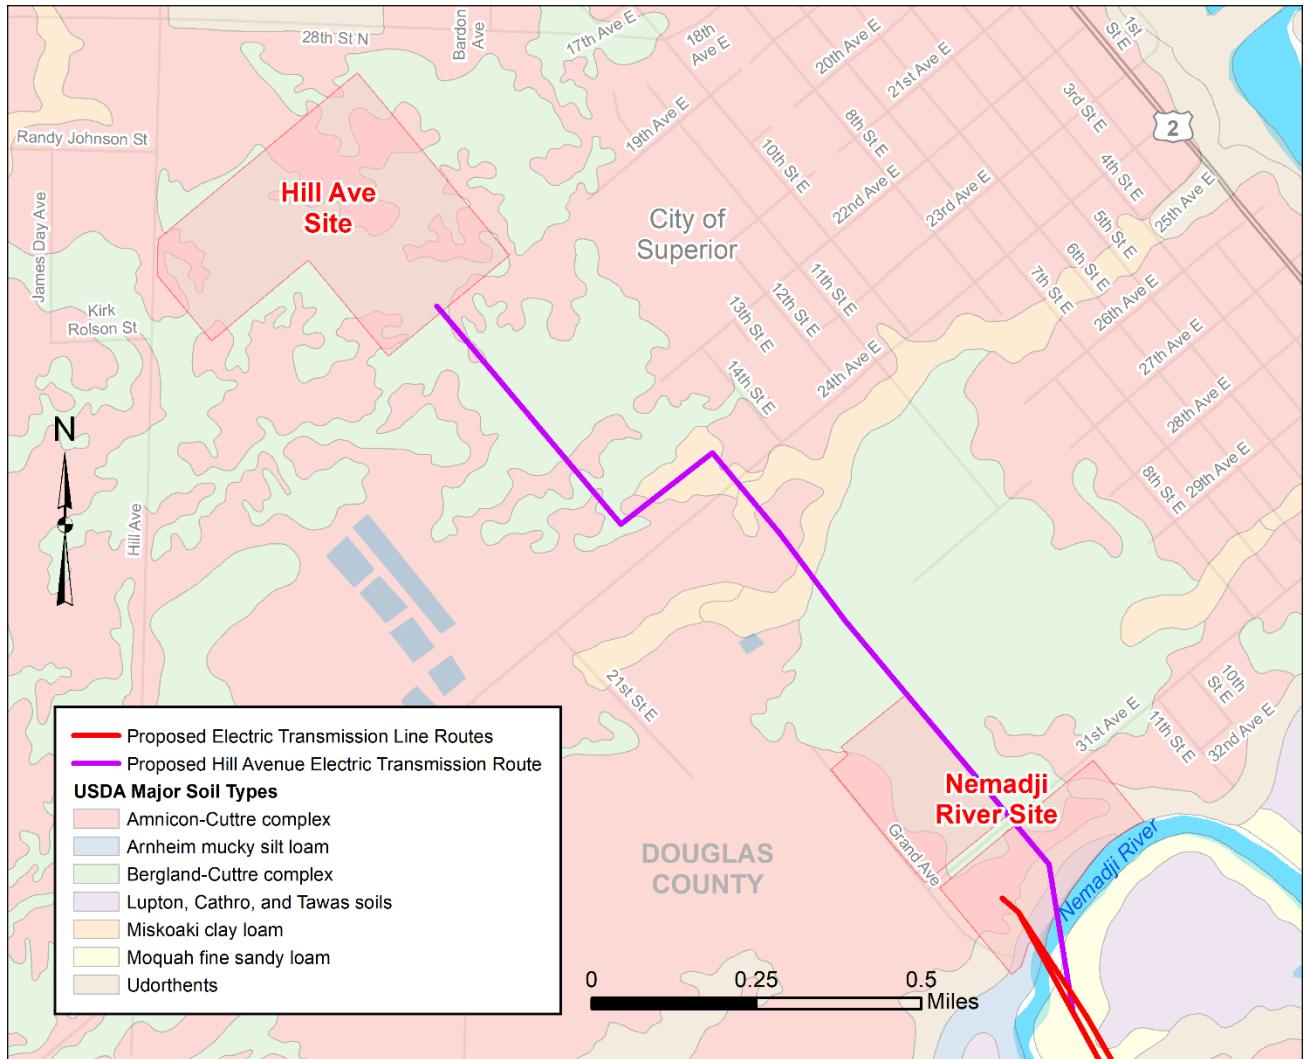 28th St N
Bardon
Ave
17th Ave E
18th
Ave E
20th Ave E
1st
St E
21st Ave E
3rd St E
2
Randy Johnson St
19th Ave E
8th St E
10th St E
4th St E
Hill Ave
Site
22nd Ave E
23rd Ave E
25th Ave E
James Day Ave
City of
Superior
5th St E
6th St E
7th St E
11th St E
12th St E
13th St E
26th Ave E
Kirk
Rolson St
27th Ave E
24th Ave E
14th St E
28th Ave E
N
29th Ave E
8th St E
Hill Ave
21st St E
10th
St E
31st Ave E
11th St E
32nd Ave E
Nemadji
River Site
Grand Ave
DOUGLAS
COUNTY
Nemadji River
Proposed Electric Transmission Line Routes
Proposed Hill Avenue Electric Transmission Route
USDA Major Soil Types
Amnicon-Cuttre complex
Arnheim mucky silt loam
Bergland-Cuttre complex
Lupton, Cathro, and Tawas soils
Miskoaki clay loam
Moquah fine sandy loam
Udorthents
0 0.25 0.5
Miles